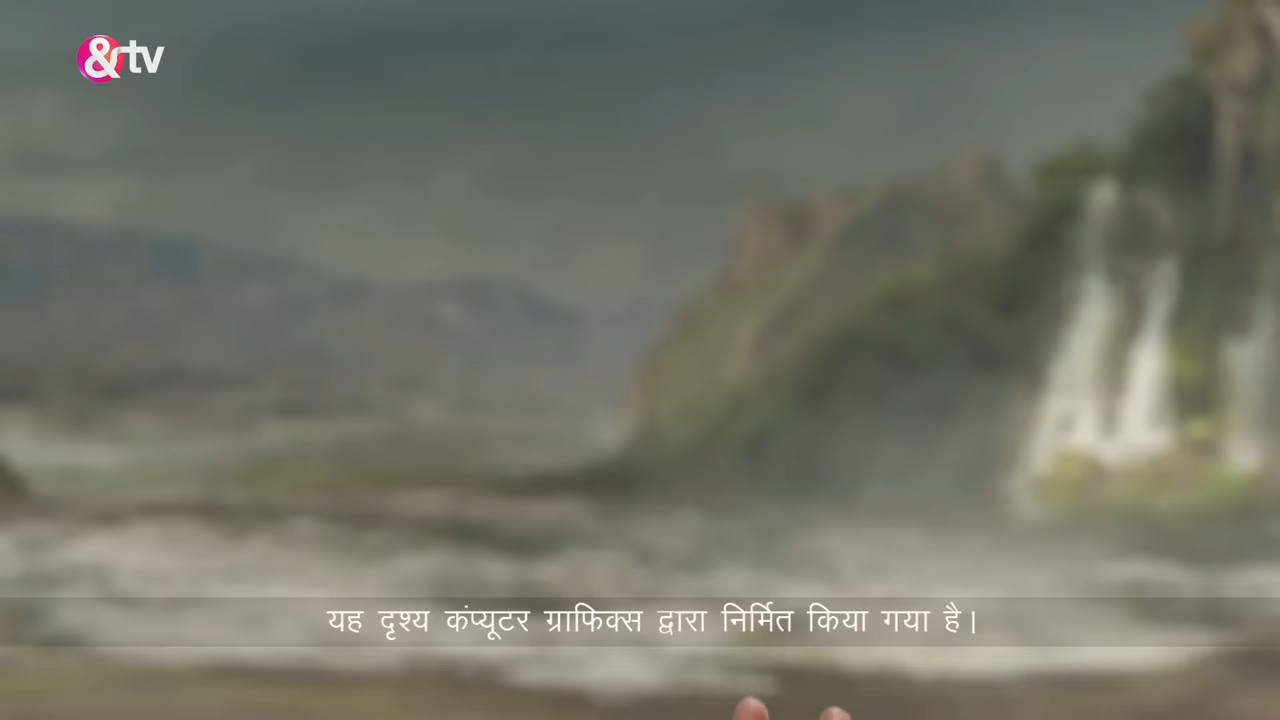 &tv
यह दृश्य कंप्यूटर ग्राफिक्स द्वारा निर्मित किया गया है।